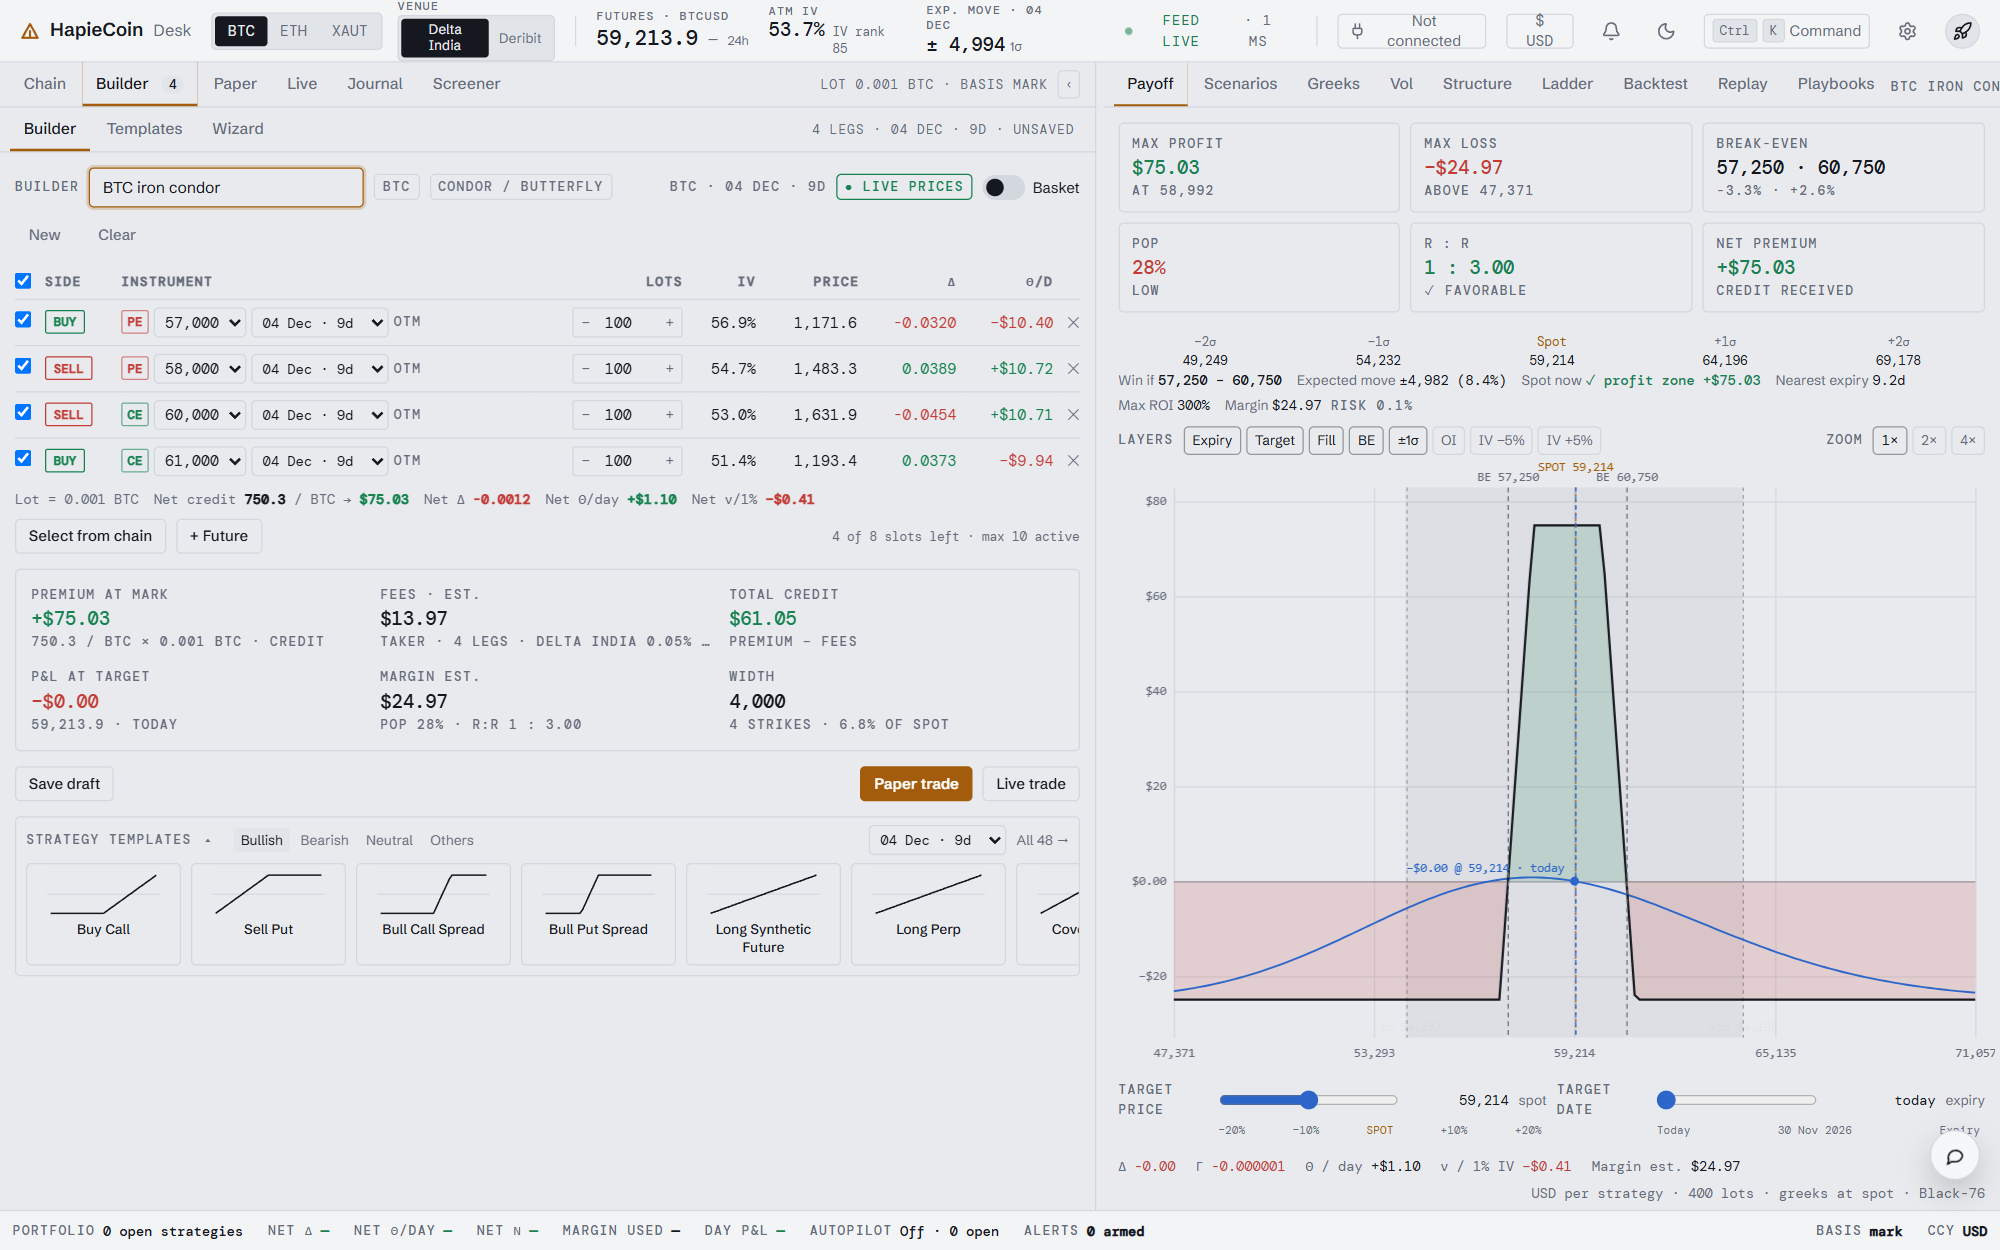 HapieCoin Desk
BTC ETH XAUT
VENUE
Delta India
Deribit
FUTURES · BTCUSD
59,213.9 — 24h
ATM IV
53.7% IV rank 85
EXP. MOVE · 04 DEC
± 4,994 1σ
FEED LIVE · 1 MS
Not connected
$ USD
Ctrl K Command
Chain Builder 4 Paper Live Journal Screener
LOT 0.001 BTC · BASIS MARK ‹
Builder Templates Wizard
4 LEGS · 04 DEC · 9D · UNSAVED
BUILDER BTC iron condor BTC CONDOR / BUTTERFLY BTC · 04 DEC · 9D • LIVE PRICES Basket
New Clear
SIDE INSTRUMENT LOTS IV PRICE Δ Θ/D
BUY PE 57,000 04 Dec · 9d OTM − 100 + 56.9% 1,171.6 -0.0320 −$10.40 ×
SELL PE 58,000 04 Dec · 9d OTM − 100 + 54.7% 1,483.3 0.0389 +$10.72 ×
SELL CE 60,000 04 Dec · 9d OTM − 100 + 53.0% 1,631.9 -0.0454 +$10.71 ×
BUY CE 61,000 04 Dec · 9d OTM − 100 + 51.4% 1,193.4 0.0373 −$9.94 ×
Lot = 0.001 BTC Net credit 750.3 / BTC → $75.03 Net Δ -0.0012 Net Θ/day +$1.10 Net ν/1% −$0.41
Select from chain + Future
4 of 8 slots left · max 10 active
PREMIUM AT MARK FEES · EST. TOTAL CREDIT
+$75.03 $13.97 $61.05
750.3 / BTC × 0.001 BTC · CREDIT TAKER · 4 LEGS · DELTA INDIA 0.05% … PREMIUM − FEES
P&L AT TARGET MARGIN EST. WIDTH
−$0.00 $24.97 4,000
59,213.9 · TODAY POP 28% · R:R 1 : 3.00 4 STRIKES · 6.8% OF SPOT
Save draft Paper trade Live trade
STRATEGY TEMPLATES Bullish Bearish Neutral Others 04 Dec · 9d All 48 →
Buy Call
Sell Put
Bull Call Spread
Bull Put Spread
Long Synthetic Future
Long Perp
Cove
Payoff Scenarios Greeks Vol Structure Ladder Backtest Replay Playbooks BTC IRON CON
MAX PROFIT MAX LOSS BREAK-EVEN
$75.03 −$24.97 57,250 · 60,750
AT 58,992 ABOVE 47,371 -3.3% · +2.6%
POP R : R NET PREMIUM
28% 1 : 3.00 +$75.03
LOW ✓ FAVORABLE CREDIT RECEIVED
−2σ −1σ Spot +1σ +2σ
49,249 54,232 59,214 64,196 69,178
Win if 57,250 − 60,750 Expected move ±4,982 (8.4%) Spot now ✓ profit zone +$75.03 Nearest expiry 9.2d
Max ROI 300% Margin $24.97 RISK 0.1%
LAYERS Expiry Target Fill BE ±1σ OI IV −5% IV +5% ZOOM 1× 2× 4×
SPOT 59,214
BE 57,250 BE 60,750
$80
$60
$40
$20
−$0.00 @ 59,214 · today
$0.00
−$20
47,371 53,293 59,214 65,135 71,057
TARGET PRICE 59,214 spot
−20% −10% SPOT +10% +20%
TARGET DATE today expiry
Today 30 Nov 2026 Expiry
Δ -0.00 Γ -0.000001 Θ / day +$1.10 ν / 1% IV −$0.41 Margin est. $24.97
USD per strategy · 400 lots · greeks at spot · Black-76
PORTFOLIO 0 open strategies NET Δ — NET Θ/DAY — NET N — MARGIN USED — DAY P&L — AUTOPILOT Off · 0 open ALERTS 0 armed BASIS mark CCY USD